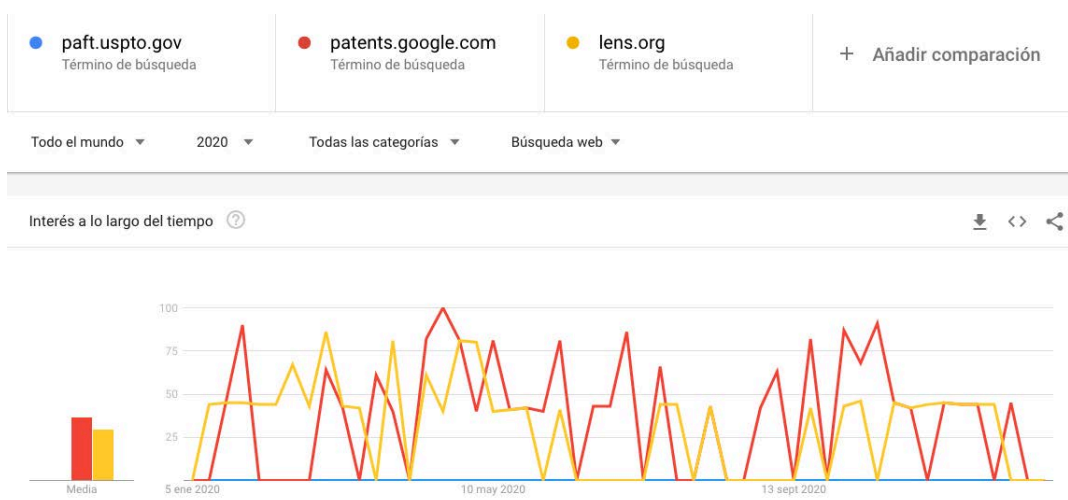 paft.uspto.gov
Término de búsqueda
patents.google.com
Término de búsqueda
lens.org
Término de búsqueda
+ Añadir comparación
Todo el mundo
2020
Todas las categorías
Búsqueda web
Interés a lo largo del tiempo ?
100
75
50
25
Media
5 ene 2020
10 may 2020
13 sept 2020